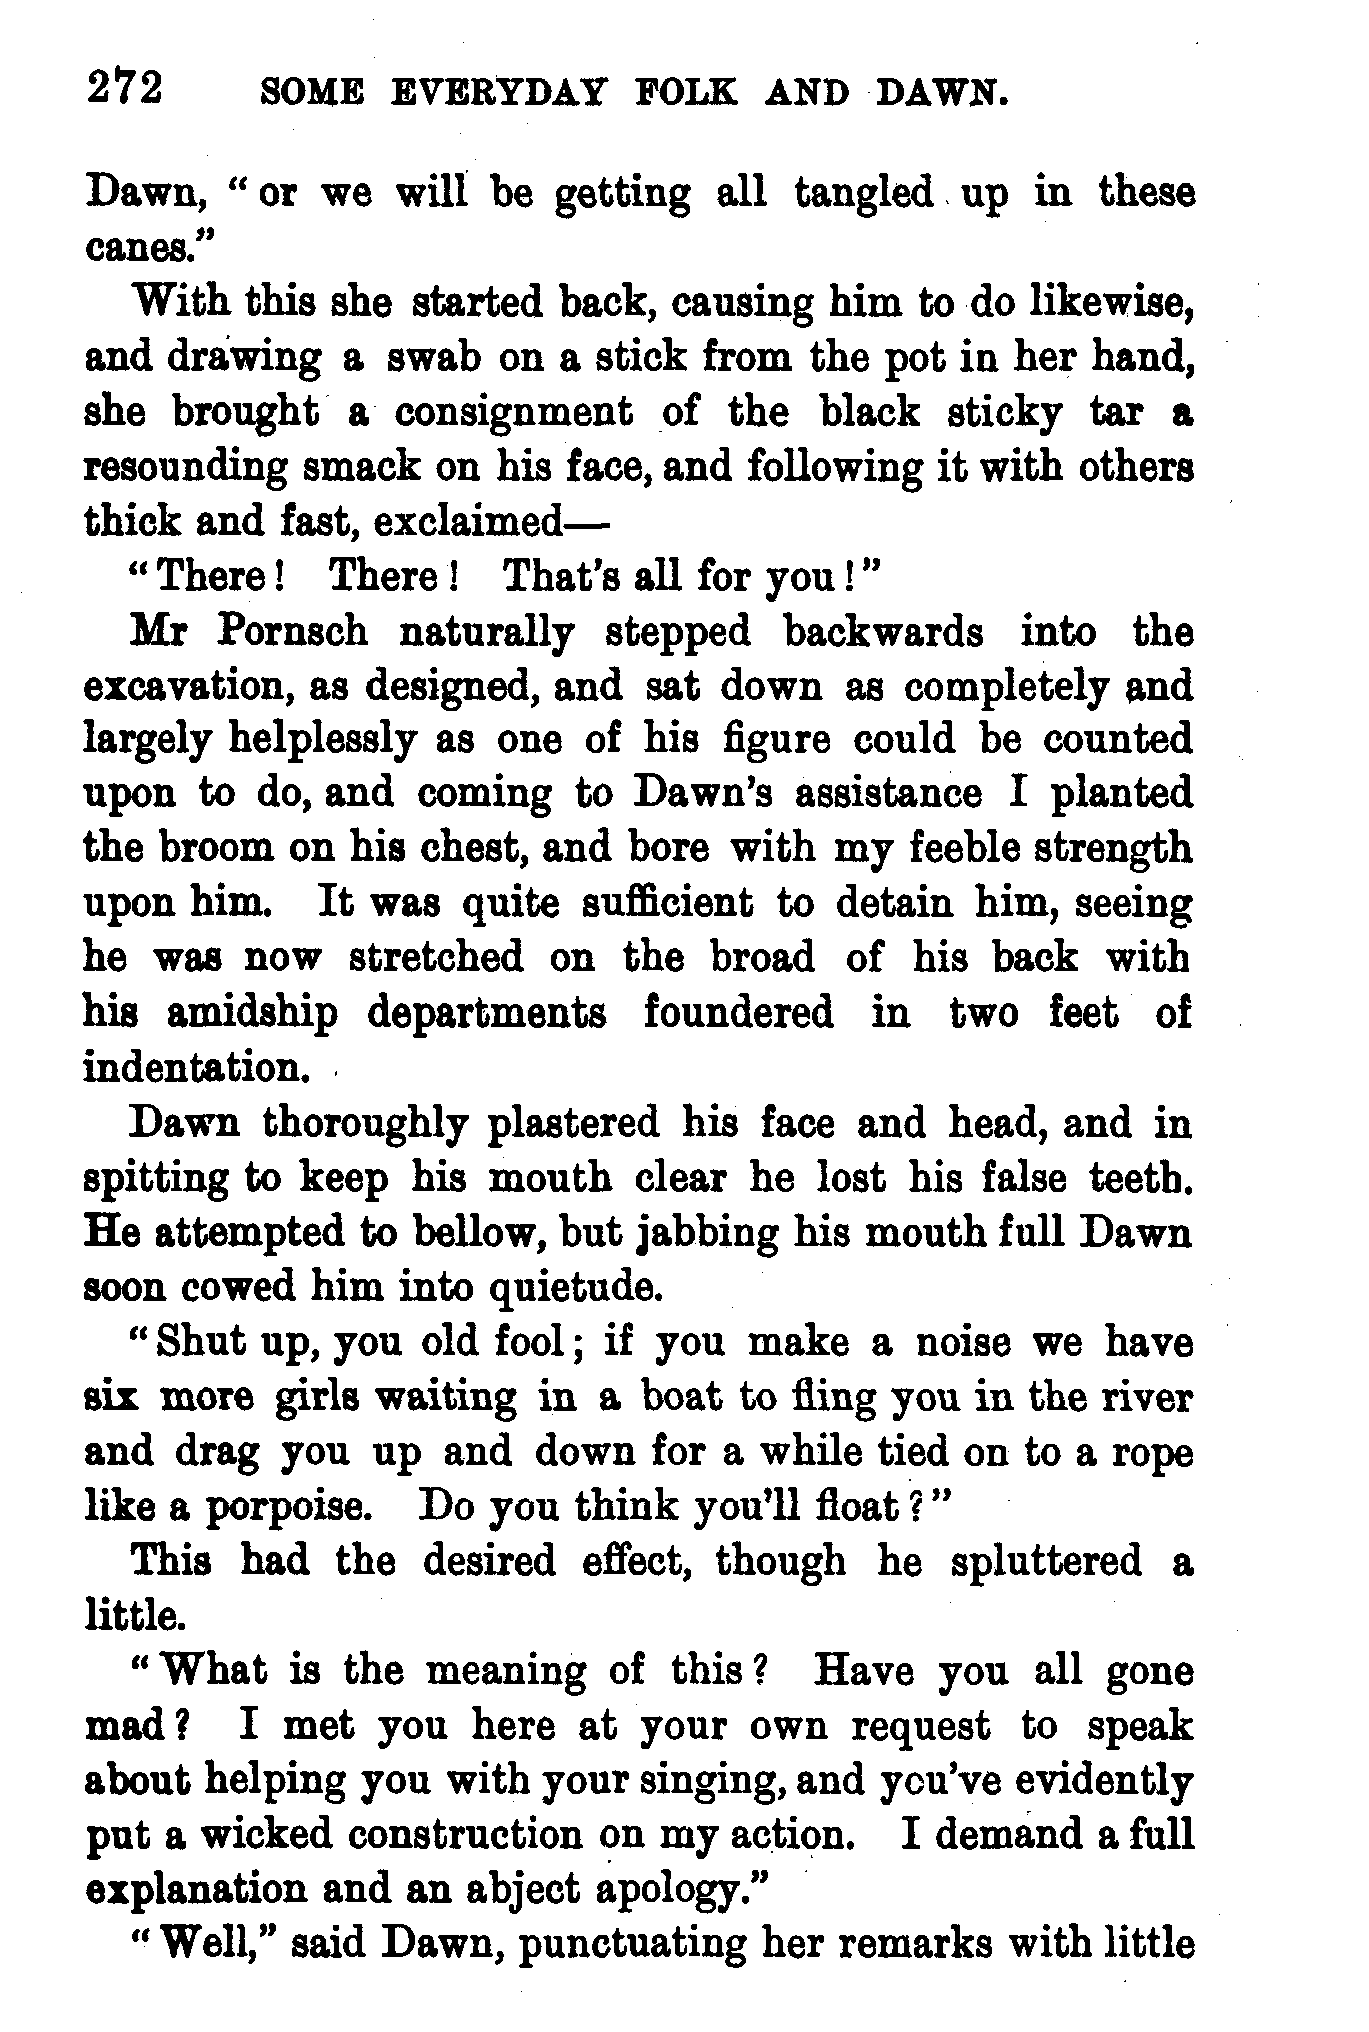 272 SOME EVERYDAY FOLK AND DAWN.
Dawn, "or we will be getting all tangled up in these
canes."
With this she started back, causing him to do likewise,
and drawing a swab on a stick from the pot in her hand,
she brought a consignment of the black sticky tar a
resounding smack on his face, and following it with others
thick and fast, exclaimed—
"There! There! That's all for you!"
Mr Pornsch naturally stepped backwards into the
excavation, as designed, and sat down as completely and
largely helplessly as one of his figure could be counted
upon to do, and coming to Dawn's assistance I planted
the broom on his chest, and bore with my feeble strength
upon him. It was quite sufficient to detain him, seeing
he was now stretched on the broad of his back with
his amidship departments foundered in two feet of
indentation.
Dawn thoroughly plastered his face and head, and in
spitting to keep his mouth clear he lost his false teeth.
He attempted to bellow, but jabbing his mouth full Dawn
soon cowed him into quietude.
"Shut up, you old fool; if you make a noise we have
six more girls waiting in a boat to fling you in the river
and drag you up and down for a while tied on to a rope
like a porpoise. Do you think you'll float?"
This had the desired effect, though he spluttered a
little.
"What is the meaning of this? Have you all gone
mad? I met you here at your own request to speak
about helping you with your singing, and you've evidently
put a wicked construction on my action. I demand a full
explanation and an abject apology."
"Well," said Dawn, punctuating her remarks with little